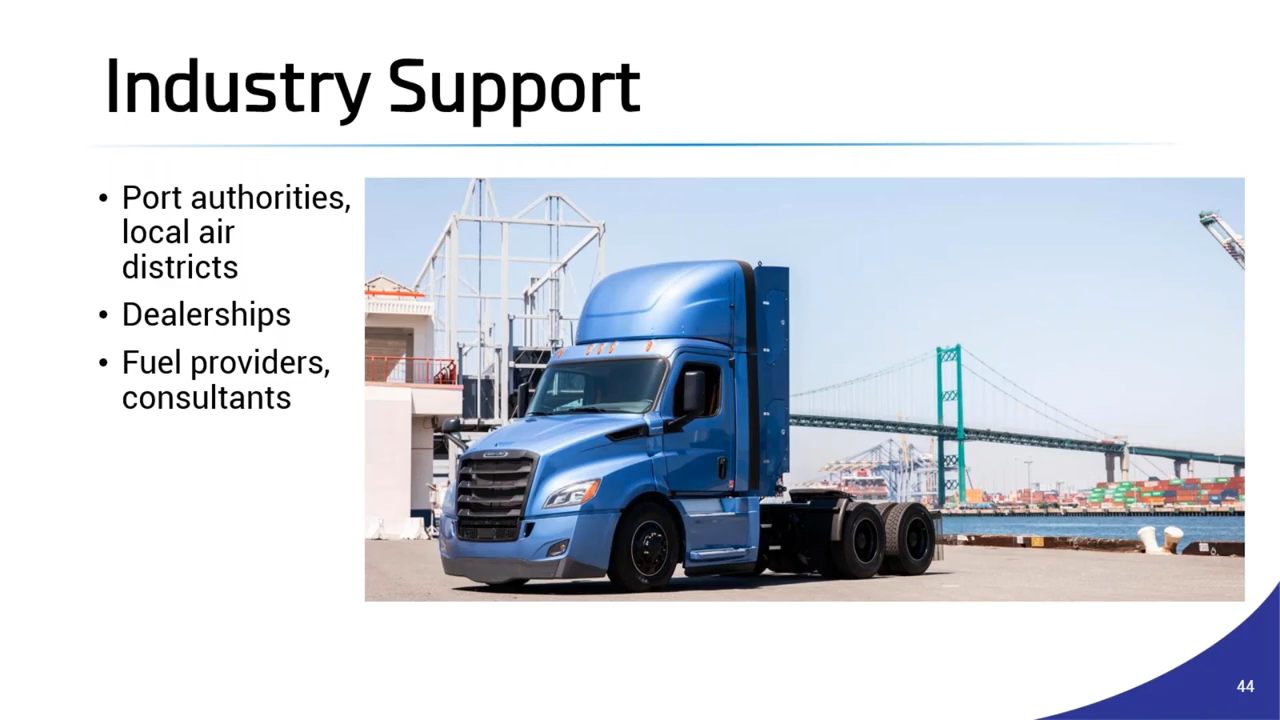 Industry Support
• Port authorities,
local air
districts
• Dealerships
• Fuel providers,
consultants
44